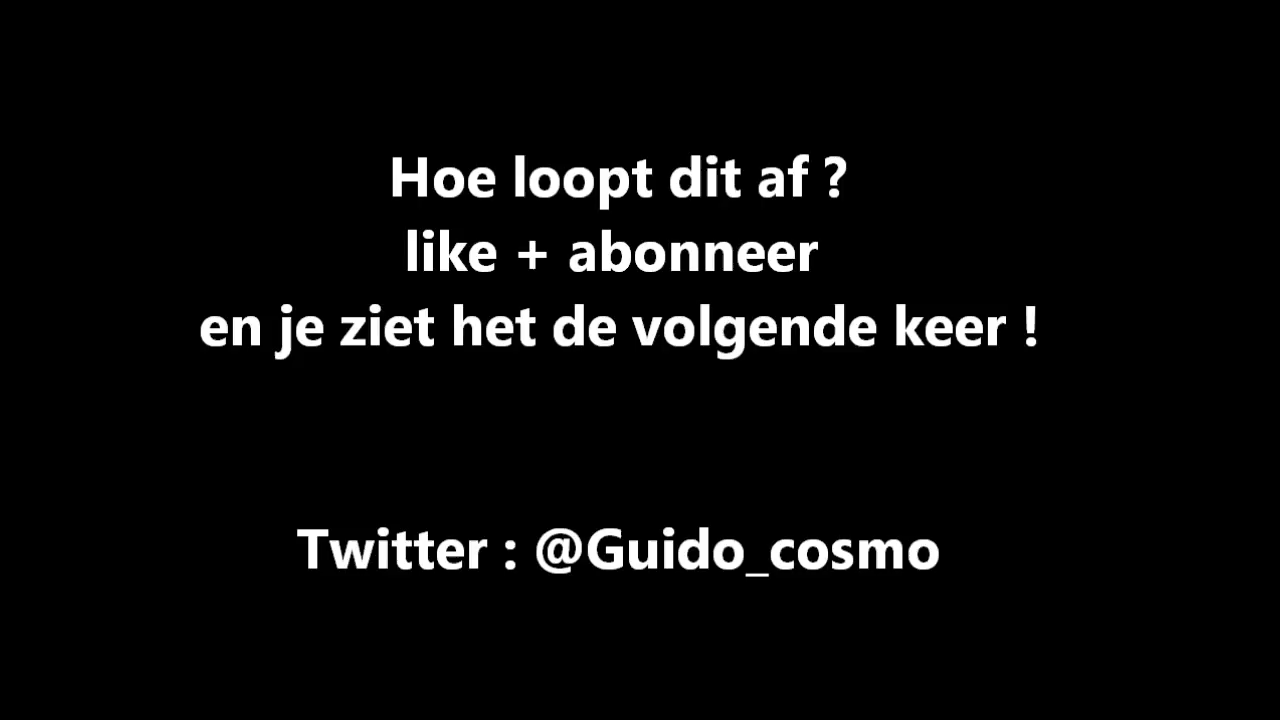 Hoe loopt dit af ?
like + abonneer
en je ziet het de volgende keer !
Twitter : @Guido_cosmo